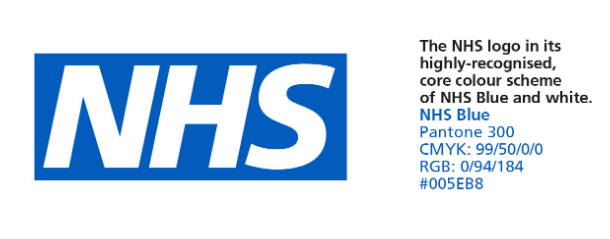 NHS
The NHS logo in its
highly-recognised,
core colour scheme
of NHS Blue and white.
NHS Blue
Pantone 300
CMYK: 99/50/0/0
RGB: 0/94/184
#005EB8